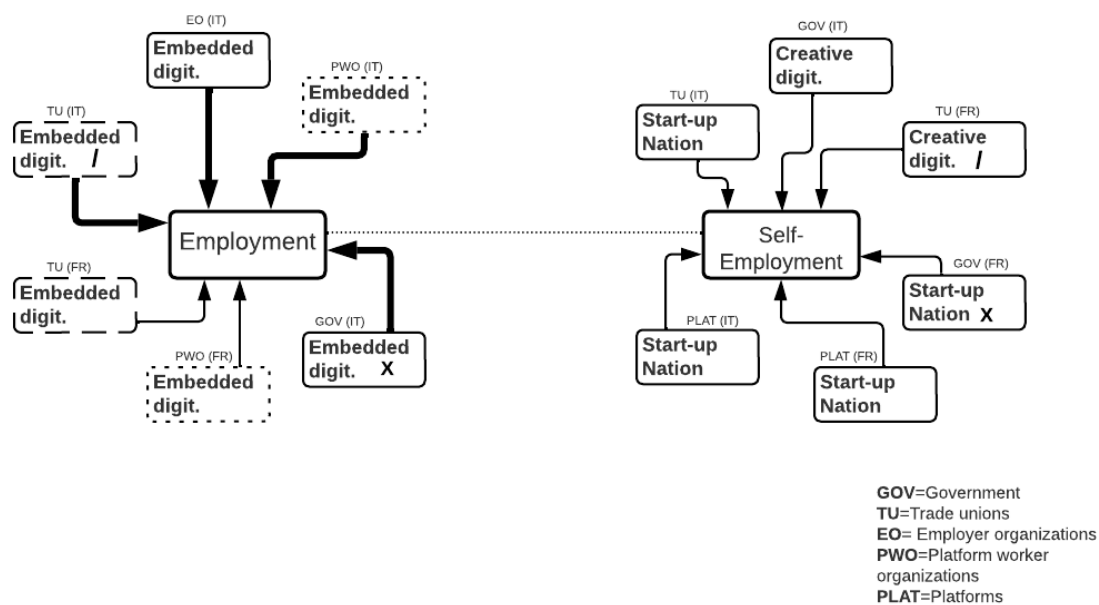 EO (IT)
Embedded
digit.
PWO (IT)
Embedded
digit.
TU (IT)
Embedded
digit. /
Employment
TU (FR)
Embedded
digit.
PWO (FR)
Embedded
digit.
GOV (IT)
Embedded
digit. X
GOV (IT)
Creative
digit.
TU (IT)
Start-up
Nation
TU (FR)
Creative
digit. /
Self-
Employment
GOV (FR)
Start-up
Nation X
PLAT (IT)
Start-up
Nation
PLAT (FR)
Start-up
Nation
GOV=Government
TU=Trade unions
EO= Employer organizations
PWO=Platform worker
organizations
PLAT=Platforms